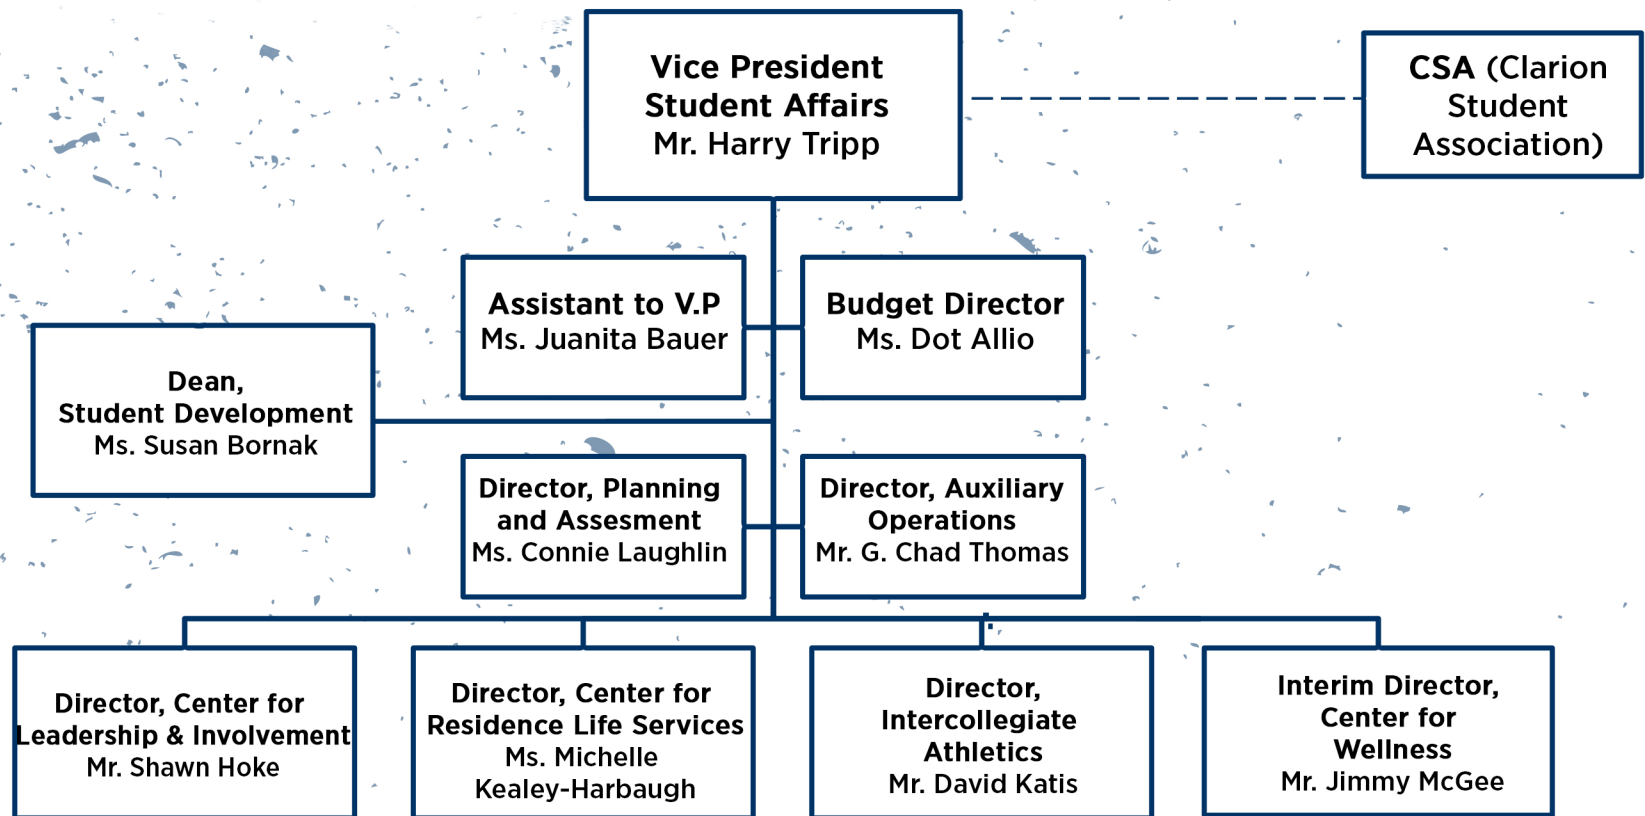 Vice President
Student Affairs
Mr. Harry Tripp
CSA (Clarion
Student
Association)
Assistant to V.P
Ms. Juanita Bauer
Budget Director
Ms. Dot Allio
Dean,
Student Development
Ms. Susan Bornak
Director, Planning
and Assesment
Ms. Connie Laughlin
Director, Auxiliary
Operations
Mr. G. Chad Thomas
Director, Center for
Leadership & Involvement
Mr. Shawn Hoke
Director, Center for
Residence Life Services
Ms. Michelle
Kealey-Harbaugh
Director,
Intercollegiate
Athletics
Mr. David Katis
Interim Director,
Center for
Wellness
Mr. Jimmy McGee